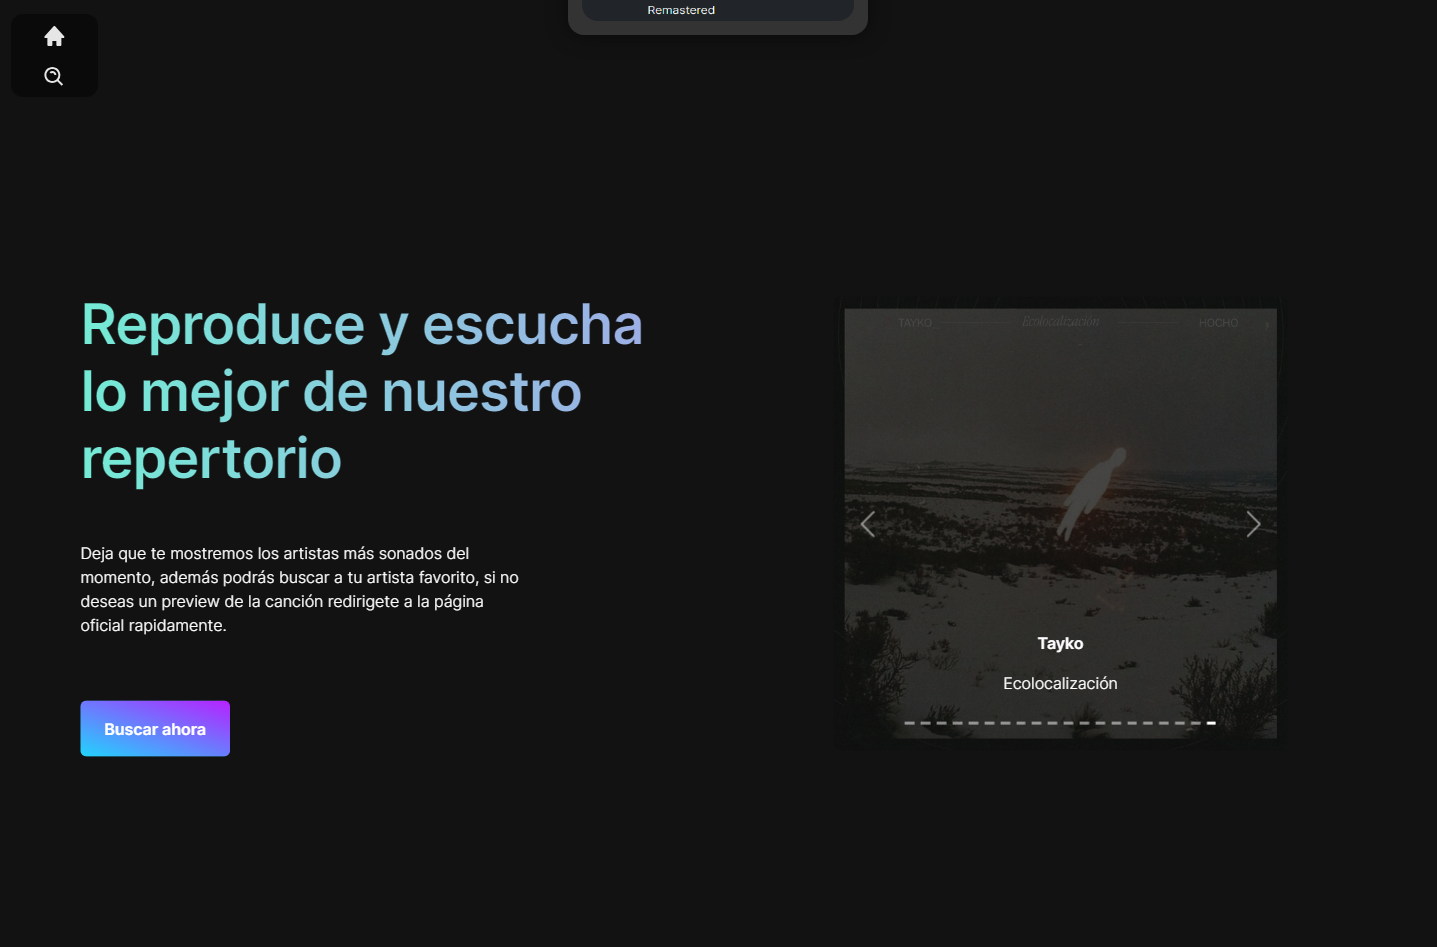 Remastered
Reproduce y escucha
lo mejor de nuestro
repertorio
Deja que te mostremos los artistas más sonados del
momento, además podrás buscar a tu artista favorito, si no
deseas un preview de la canción redirigete a la página
oficial rapidamente.
Buscar ahora
TAYKO Ecolocalización HOCHO
Tayko
Ecolocalización